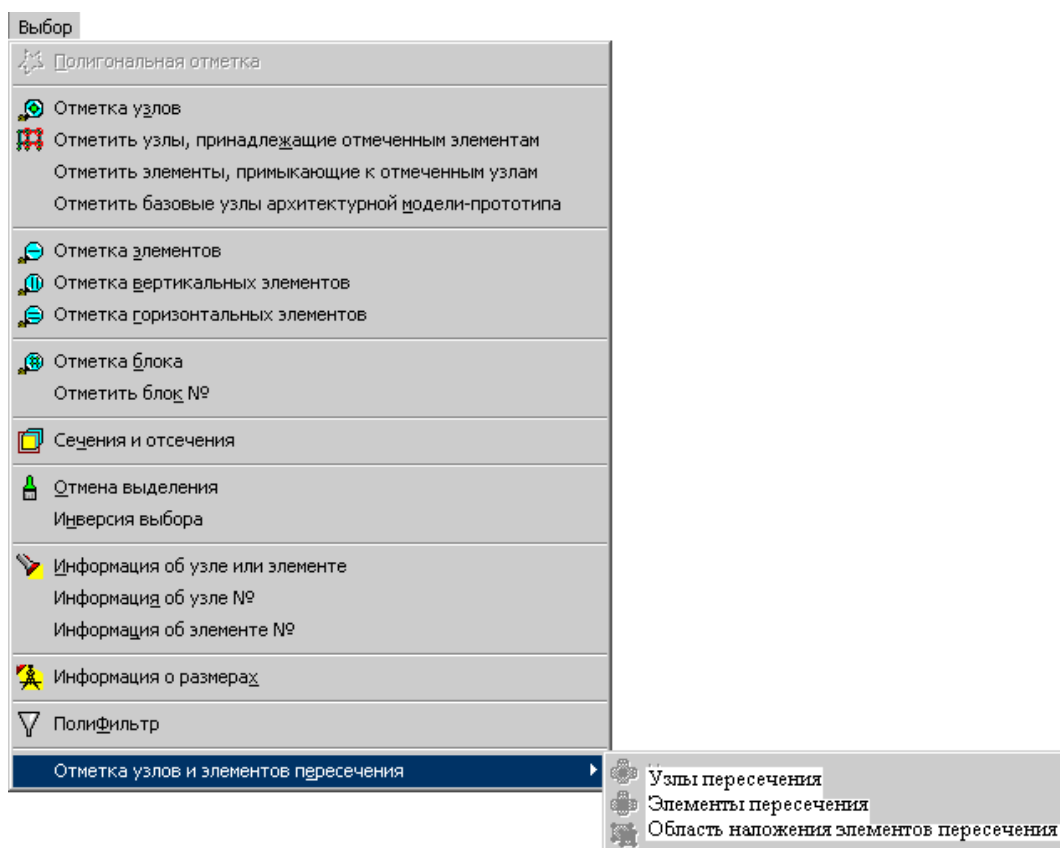 Выбор
Полигональная отметка
Отметка узлов
Отметить узлы, принадлежащие отмеченным элементам
Отметить элементы, примыкающие к отмеченным узлам
Отметить базовые узлы архитектурной модели-прототипа
Отметка элементов
Отметка вертикальных элементов
Отметка горизонтальных элементов
Отметка блока
Отметить блок №
Сечения и отсечения
Отмена выделения
Инверсия выбора
Информация об узле или элементе
Информация об узле №
Информация об элементе №
Информация о размерах
ПолиФильтр
Отметка узлов и элементов пересечения
Узлы пересечения
Элементы пересечения
Область наложения элементов пересечения